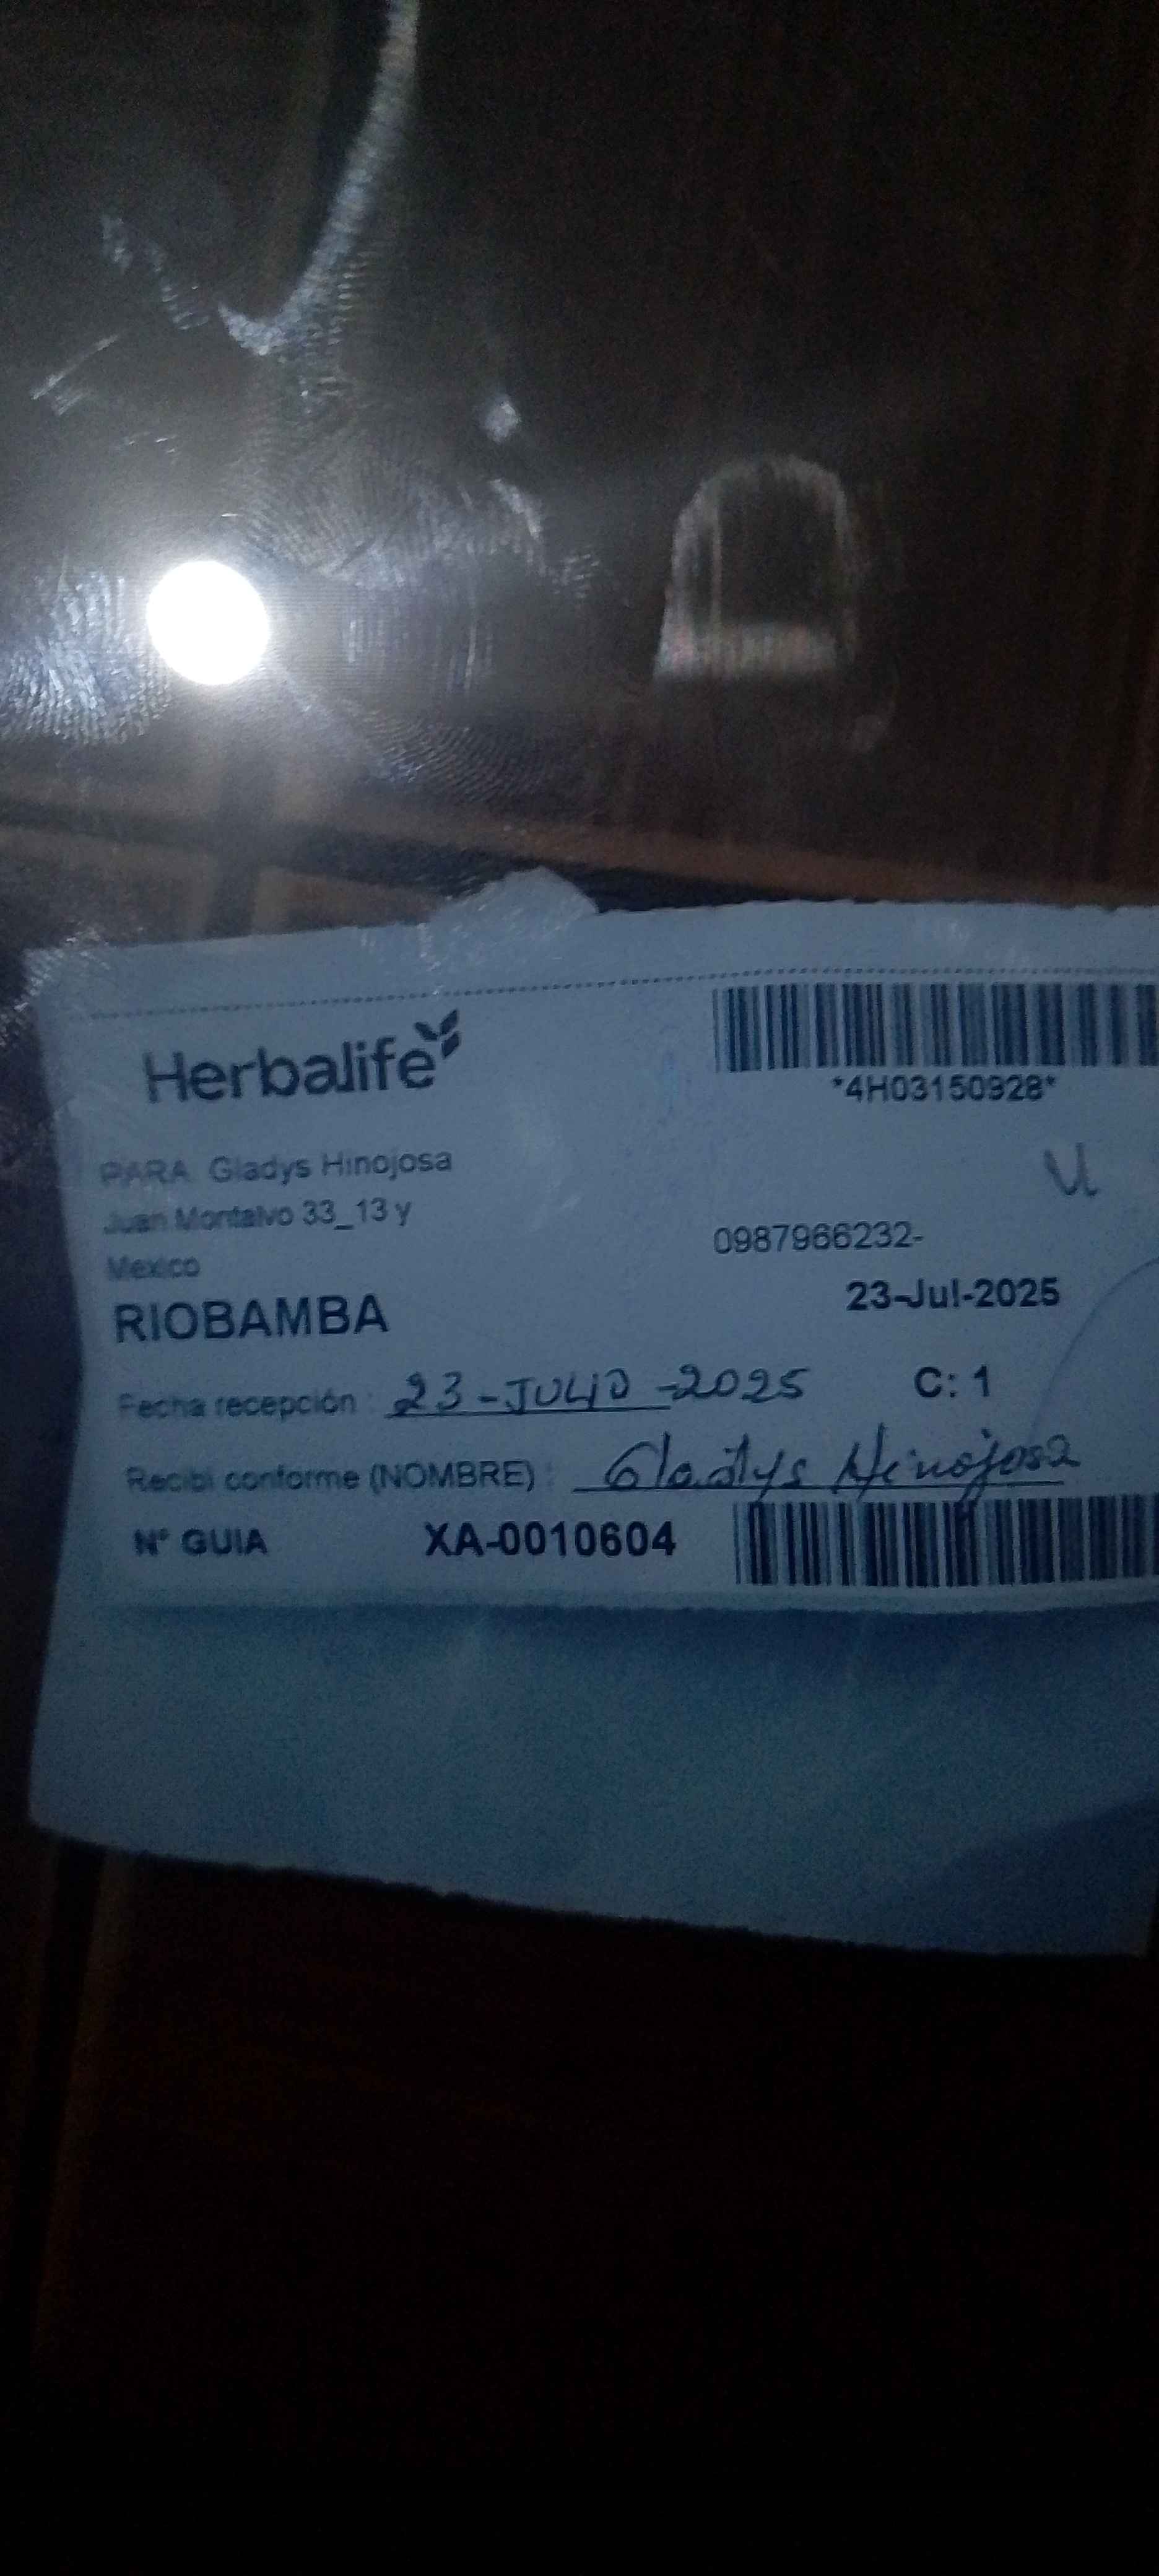 Herbalife
*4H03150928*
PARA Gladys Hinojosa
Juan Montalvo 33_13 y
Mexico
0987966232-
RIOBAMBA
23-Jul-2025
Fecha recepción : 23-JULIO-2025
C: 1
Recibi conforme (NOMBRE) : Gladys Hinojosa
N° GUIA XA-0010604